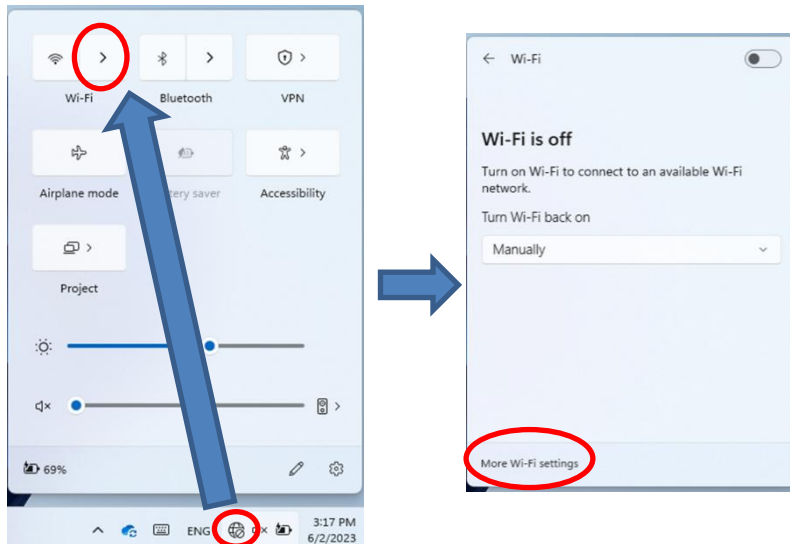 Wi-Fi Bluetooth VPN
Airplane mode tery saver Accessibility
Project
69%
ENG 3:17 PM
6/2/2023
Wi-Fi
Wi-Fi is off
Turn on Wi-Fi to connect to an available Wi-Fi
network.
Turn Wi-Fi back on
Manually
More Wi-Fi settings